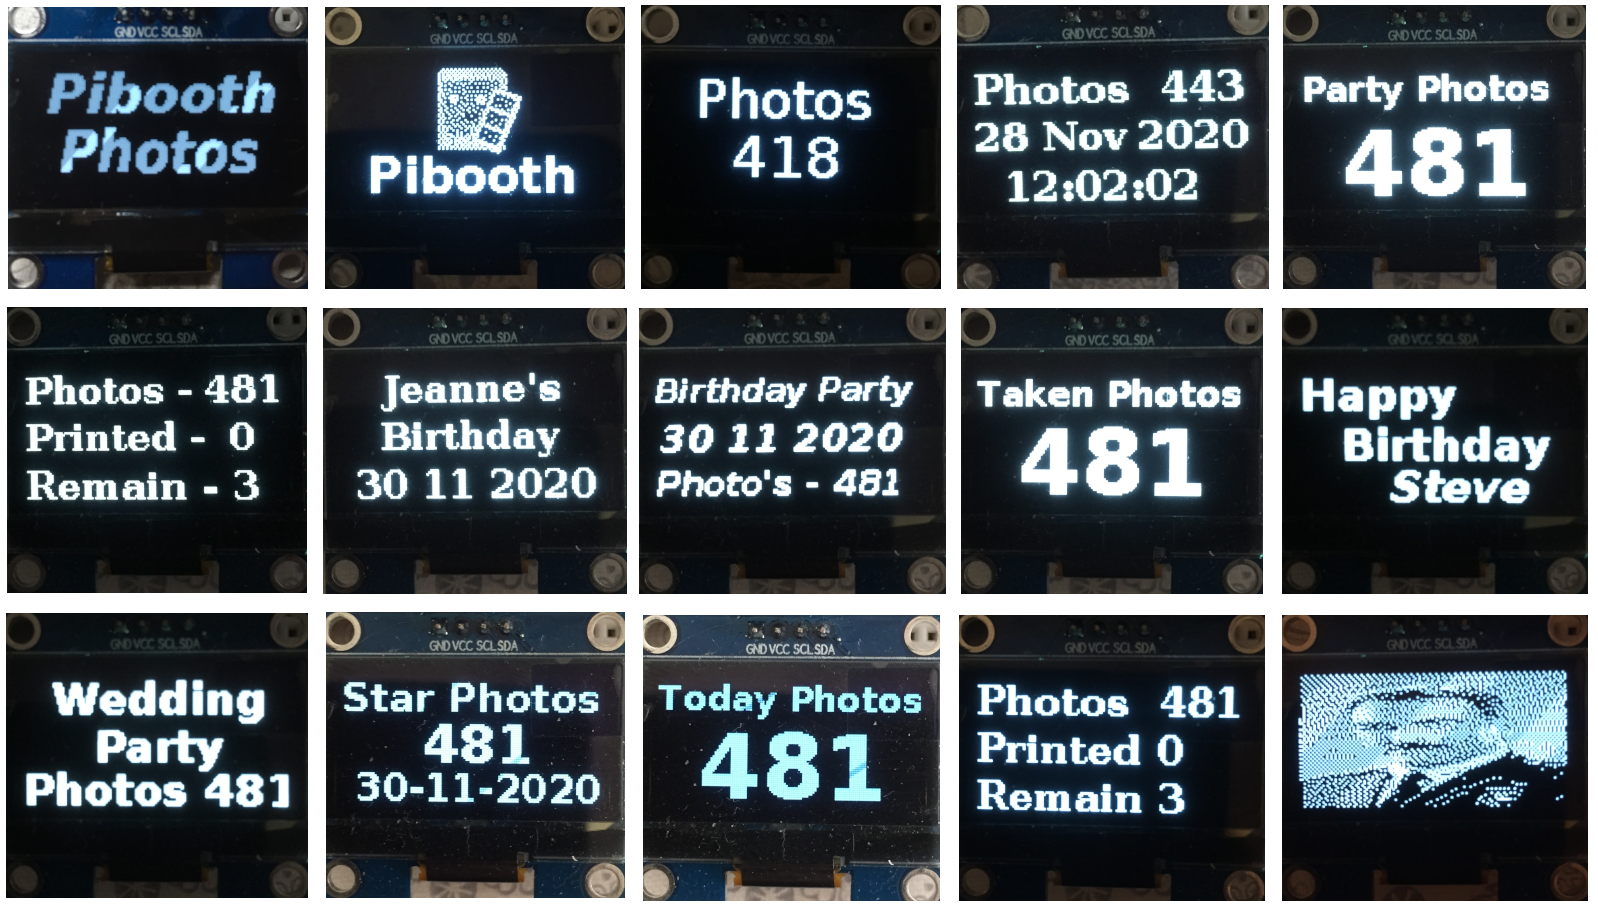 GND VCC SCL SDA
Pibooth
Photos
GND VCC SCL SDA
Pibooth
GND VCC SCL SDA
Photos
418
GND VCC SCL SDA
Photos 443
28 Nov 2020
12:02:02
GND VCC SCL SDA
Party Photos
481
GND VCC SCL SDA
Photos - 481
Printed - 0
Remain - 3
GND VCC SCL SDA
Jeanne's
Birthday
30 11 2020
GND VCC SCL SDA
Birthday Party
30 11 2020
Photo's - 481
GND VCC SCL SDA
Taken Photos
481
GND VCC SCL SDA
Happy
Birthday
Steve
GND VCC SCL SDA
Wedding
Party
Photos 481
GND VCC SCL SDA
Star Photos
481
30-11-2020
GND VCC SCL SDA
Today Photos
481
GND VCC SCL SDA
Photos 481
Printed 0
Remain 3
GND VCC SCL SDA